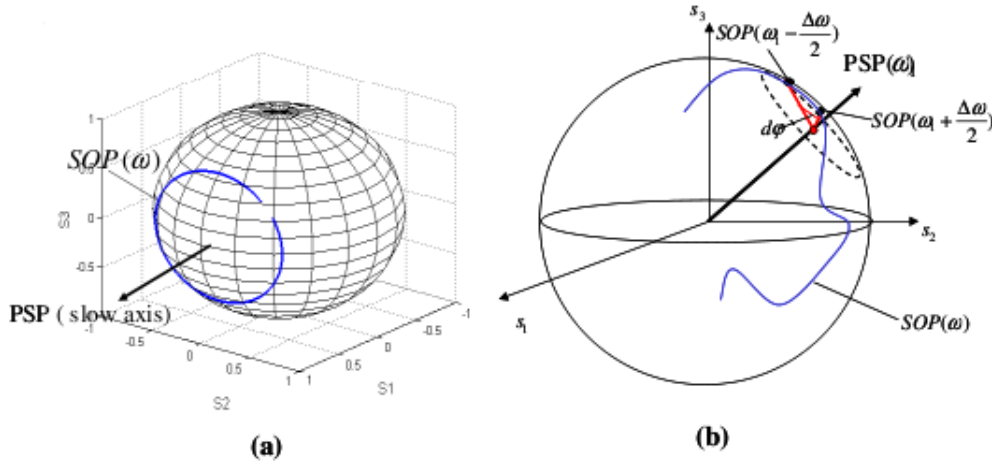 1
0.5
0
-0.5
-1
S3
SOP(ω)
PSP ( slow axis)
-1
-0.5
0
0.5
1
S2
1
0.5
0
-0.5
-1
S1
(a)
s₃
SOP(ω₁ − Δω/2)
PSP(ω₁)
SOP(ω₁ + Δω/2)
dφ
s₂
s₁
SOP(ω)
(b)